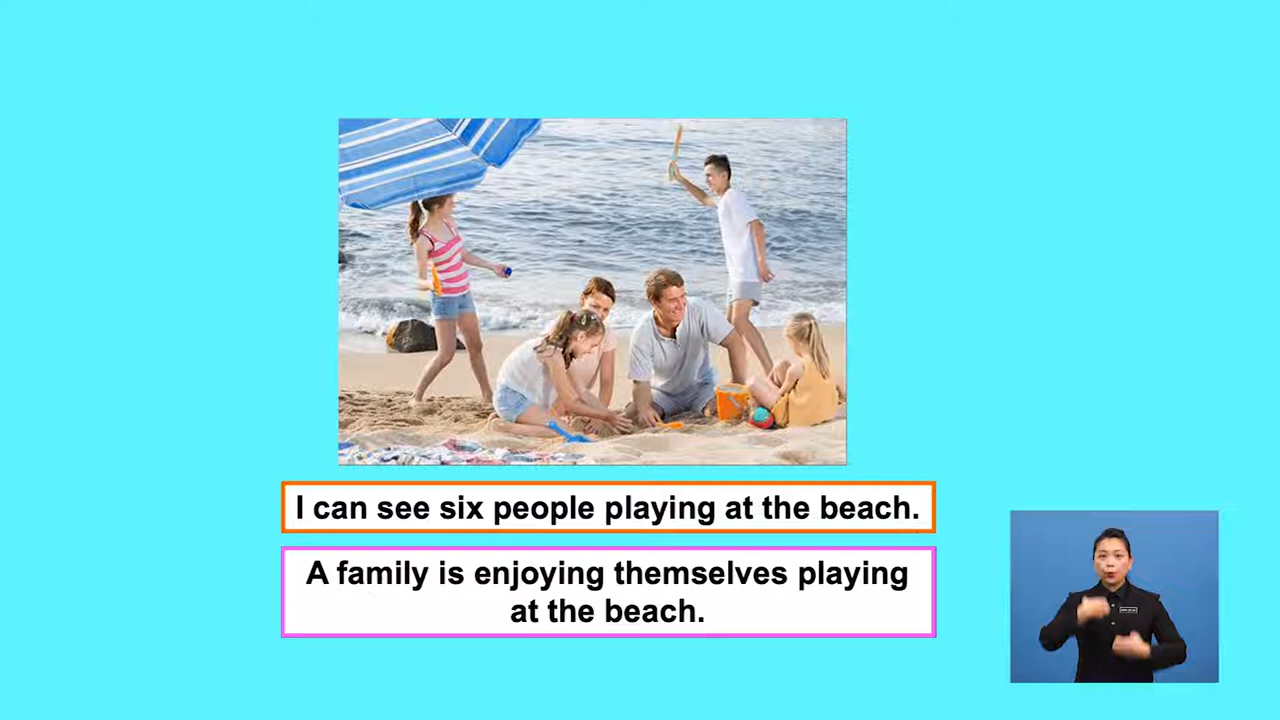 I can see six people playing at the beach.
A family is enjoying themselves playing
at the beach.